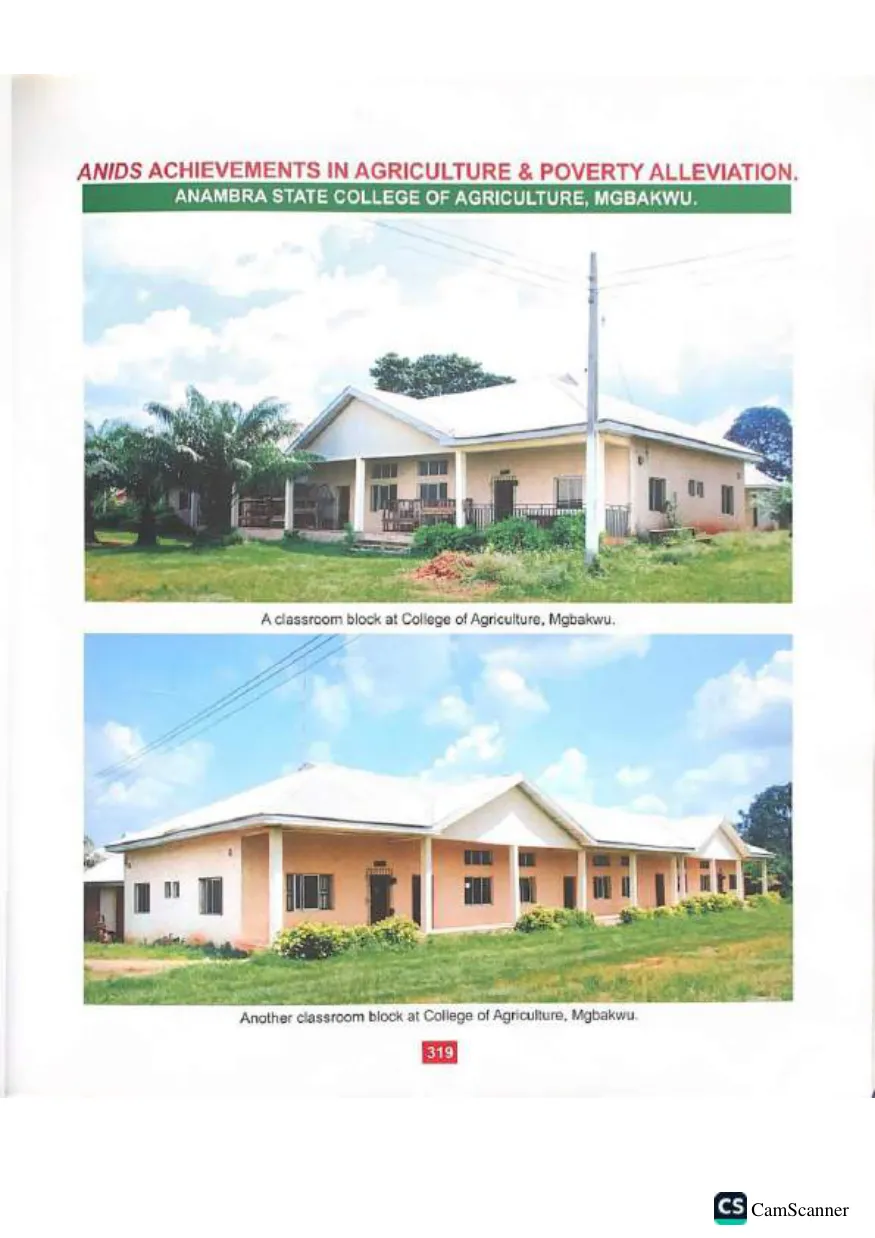 ANIDS ACHIEVEMENTS IN AGRICULTURE & POVERTY ALLEVIATION.
ANAMBRA STATE COLLEGE OF AGRICULTURE, MGBAKWU.
A classroom block at College of Agriculture, Mgbakwu.
Another classroom block at College of Agriculture, Mgbakwu.
319
CS CamScanner